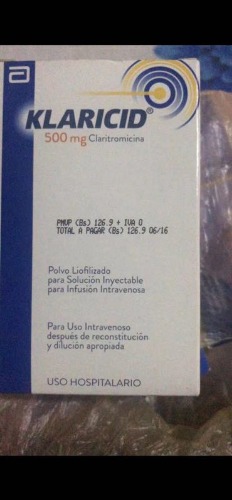 KLARICID®
500 mg Claritromicina
PMVP (Bs) 126.9 + IVA 0
TOTAL A PAGAR (Bs) 126.9 06/16
Polvo Liofilizado
para Solución Inyectable
para Infusión Intravenosa
Para Uso Intravenoso
después de reconstitución
y dilución apropiada
USO HOSPITALARIO